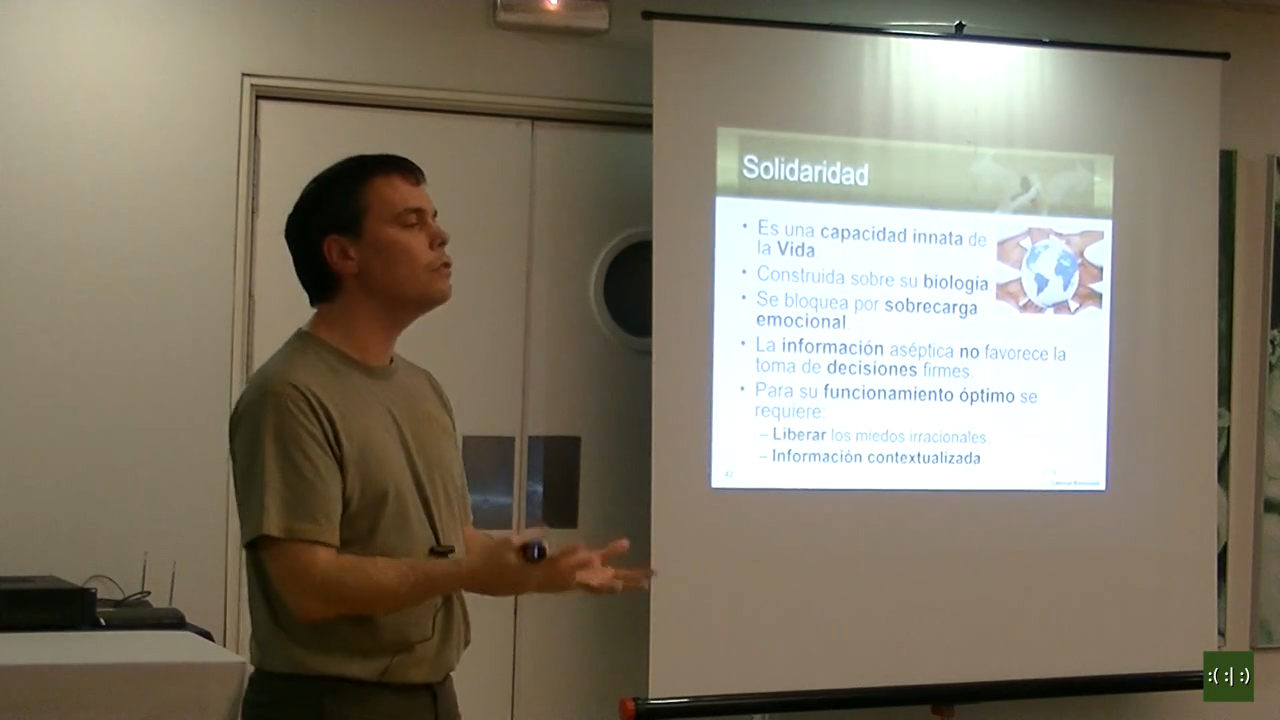 Solidaridad
• Es una capacidad innata de
la Vida
• Construida sobre su biología
• Se bloquea por sobrecarga
emocional.
• La información aséptica no favorece la
toma de decisiones firmes.
• Para su funcionamiento óptimo se
requiere:
– Liberar los miedos irracionales
– Información contextualizada
:( :| :)